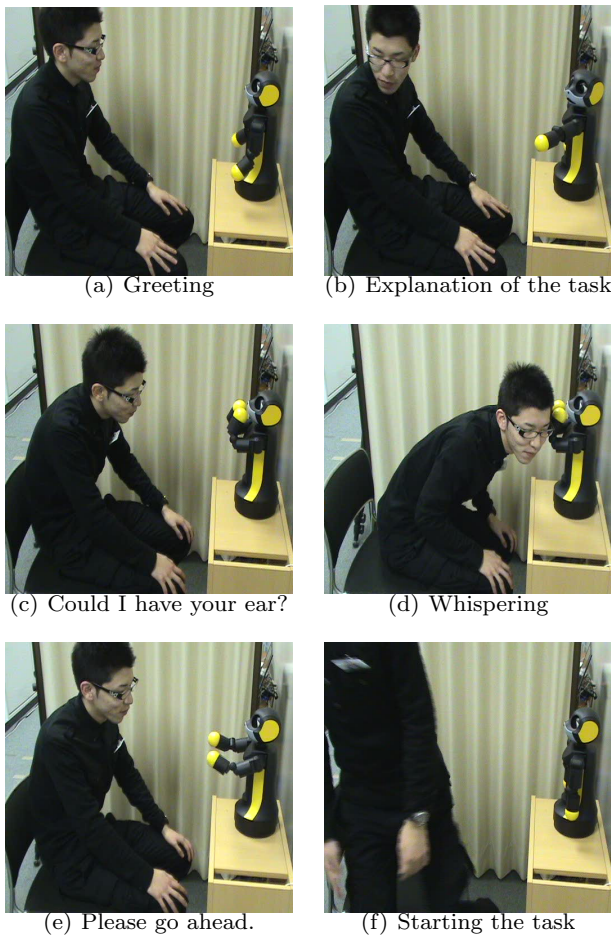 (a) Greeting
(b) Explanation of the task
(c) Could I have your ear?
(d) Whispering
(e) Please go ahead.
(f) Starting the task